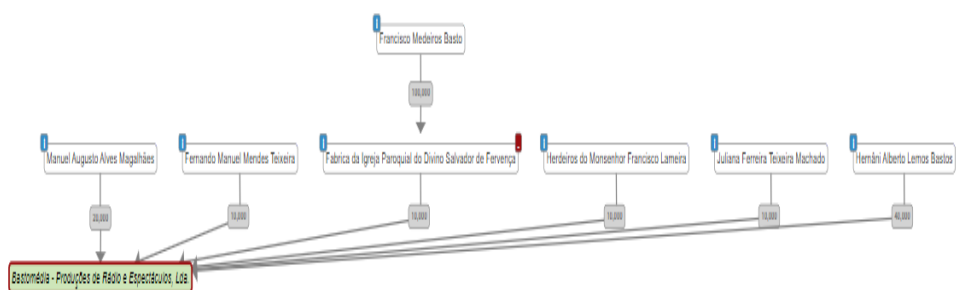 Francisco Medeiros Basto
100,000
Manuel Augusto Alves Magalhães
Fernando Manuel Mendes Teixeira
Fabrica da Igreja Paroquial do Divino Salvador de Fervença
Herdeiros do Monsenhor Francisco Lameira
Juliana Ferreira Teixeira Machado
Hernâni Alberto Lemos Bastos
20,000
10,000
10,000
10,000
10,000
40,000
Bastomédia - Produções de Rádio e Espectáculos, Lda.